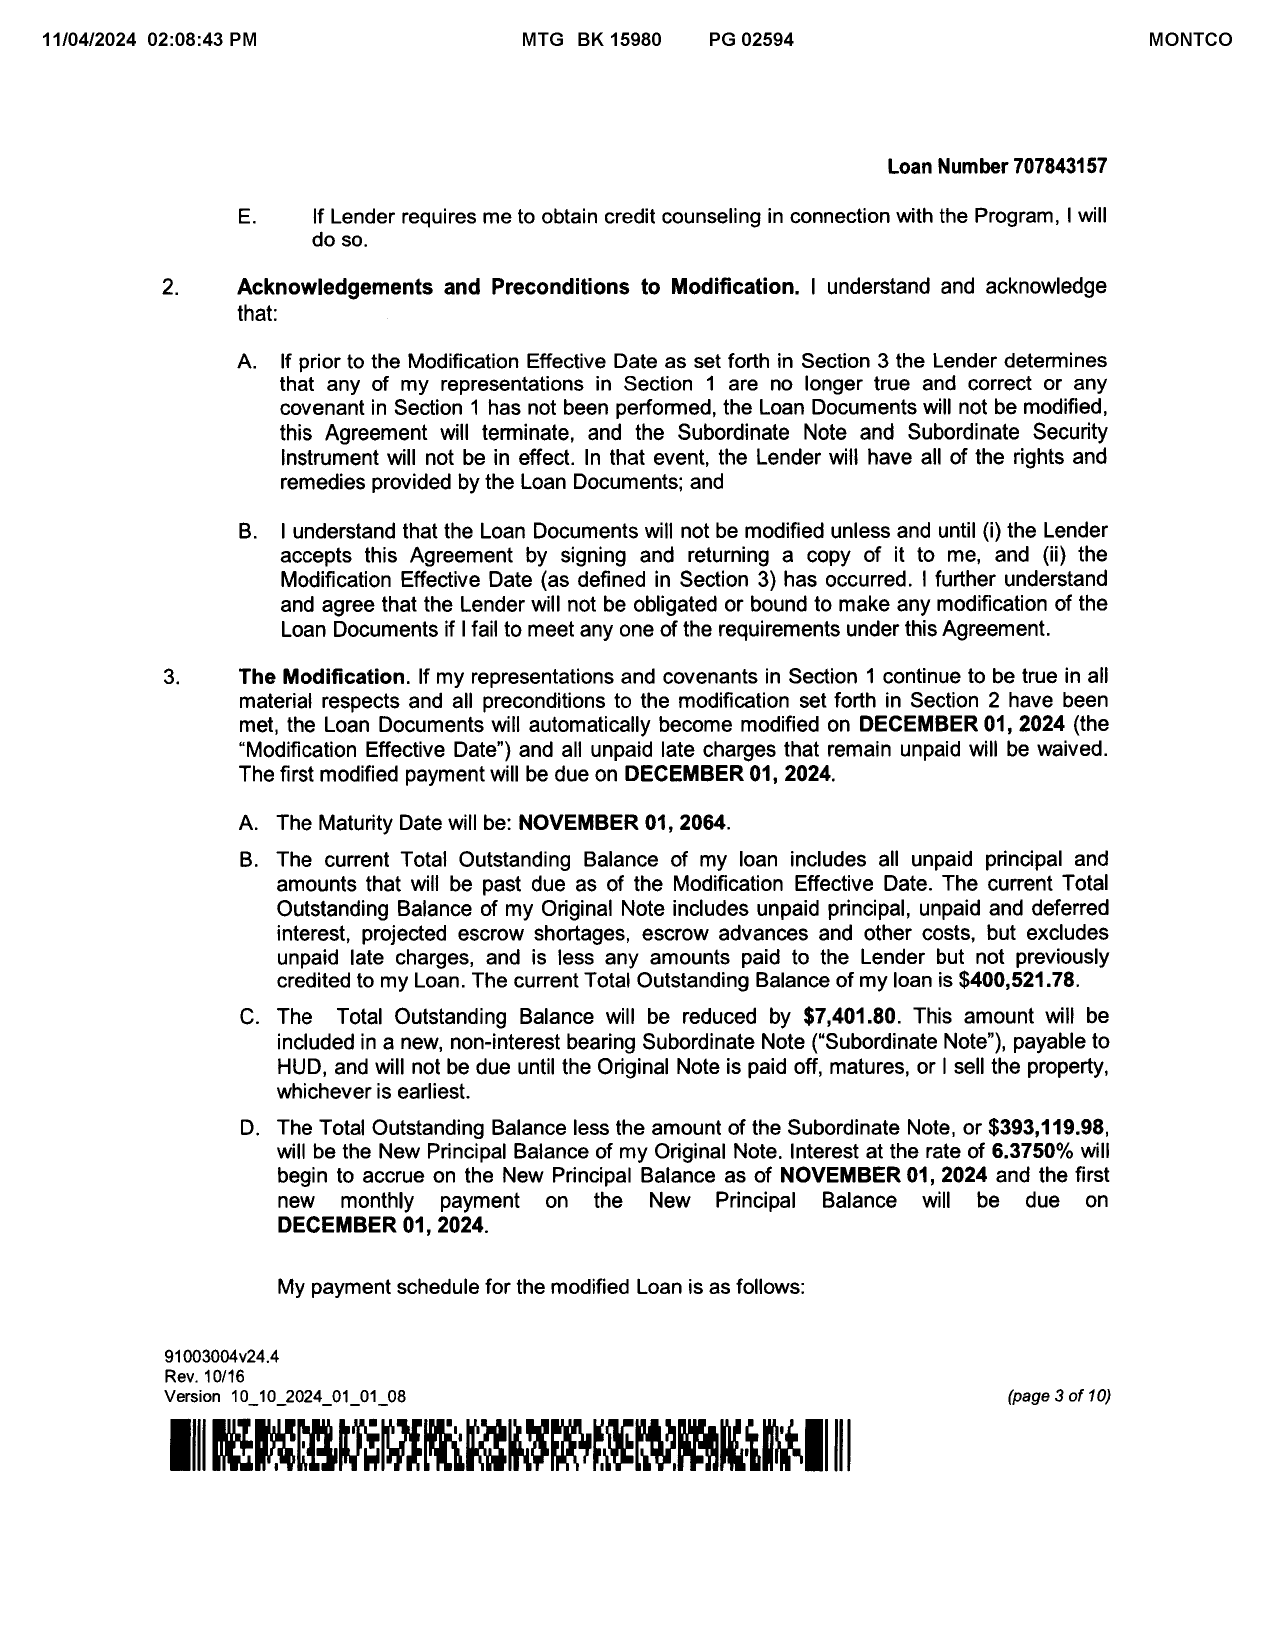 11/04/2024 02:08:43 PM MTG BK 15980 PG 02594 MONTCO
Loan Number 707843157
E. If Lender requires me to obtain credit counseling in connection with the Program, I will
do so.
2. Acknowledgements and Preconditions to Modification. I understand and acknowledge
that:
A. If prior to the Modification Effective Date as set forth in Section 3 the Lender determines
that any of my representations in Section 1 are no longer true and correct or any
covenant in Section 1 has not been performed, the Loan Documents will not be modified,
this Agreement will terminate, and the Subordinate Note and Subordinate Security
Instrument will not be in effect. In that event, the Lender will have all of the rights and
remedies provided by the Loan Documents; and
B. I understand that the Loan Documents will not be modified unless and until (i) the Lender
accepts this Agreement by signing and returning a copy of it to me, and (ii) the
Modification Effective Date (as defined in Section 3) has occurred. I further understand
and agree that the Lender will not be obligated or bound to make any modification of the
Loan Documents if I fail to meet any one of the requirements under this Agreement.
3. The Modification. If my representations and covenants in Section 1 continue to be true in all
material respects and all preconditions to the modification set forth in Section 2 have been
met, the Loan Documents will automatically become modified on DECEMBER 01, 2024 (the
“Modification Effective Date”) and all unpaid late charges that remain unpaid will be waived.
The first modified payment will be due on DECEMBER 01, 2024.
A. The Maturity Date will be: NOVEMBER 01, 2064.
B. The current Total Outstanding Balance of my loan includes all unpaid principal and
amounts that will be past due as of the Modification Effective Date. The current Total
Outstanding Balance of my Original Note includes unpaid principal, unpaid and deferred
interest, projected escrow shortages, escrow advances and other costs, but excludes
unpaid late charges, and is less any amounts paid to the Lender but not previously
credited to my Loan. The current Total Outstanding Balance of my loan is $400,521.78.
C. The Total Outstanding Balance will be reduced by $7,401.80. This amount will be
included in a new, non-interest bearing Subordinate Note (“Subordinate Note”), payable to
HUD, and will not be due until the Original Note is paid off, matures, or I sell the property,
whichever is earliest.
D. The Total Outstanding Balance less the amount of the Subordinate Note, or $393,119.98,
will be the New Principal Balance of my Original Note. Interest at the rate of 6.3750% will
begin to accrue on the New Principal Balance as of NOVEMBER 01, 2024 and the first
new monthly payment on the New Principal Balance will be due on
DECEMBER 01, 2024.
My payment schedule for the modified Loan is as follows:
91003004v24.4
Rev. 10/16
Version 10_10_2024_01_01_08 (page 3 of 10)